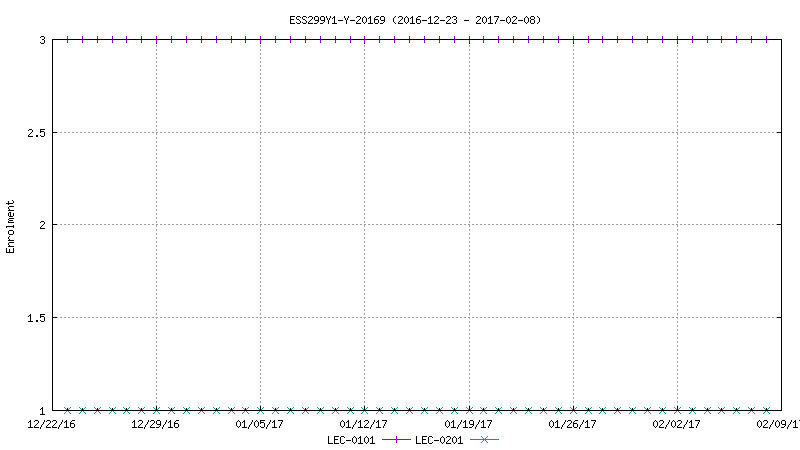 ESS299Y1-Y-20169 (2016-12-23 - 2017-02-08)
3
2.5
2
1.5
1
Enrolment
12/22/16 12/29/16 01/05/17 01/12/17 01/19/17 01/26/17 02/02/17 02/09/1
LEC-0101 LEC-0201